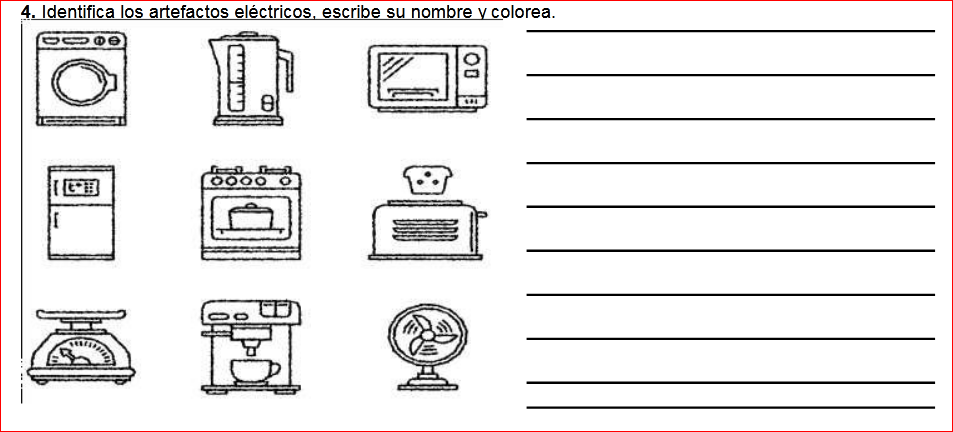 4. Identifica los artefactos eléctricos, escribe su nombre y colorea.